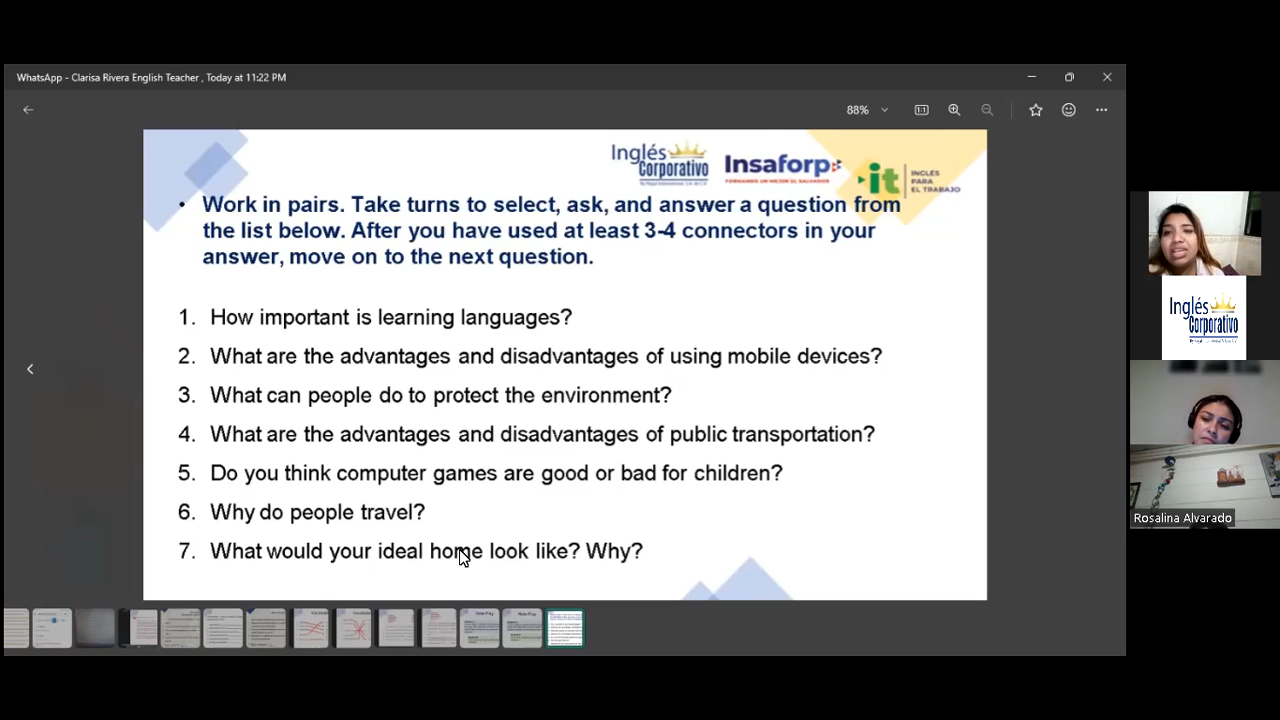 WhatsApp - Clarisa Rivera English Teacher , Today at 11:22 PM
88%
Inglés
Corporativo
Insaforp
FORMANDO UN MEJOR EL SALVADOR
it
INGLÉS
PARA
EL TRABAJO
• Work in pairs. Take turns to select, ask, and answer a question from
the list below. After you have used at least 3-4 connectors in your
answer, move on to the next question.
1. How important is learning languages?
2. What are the advantages and disadvantages of using mobile devices?
3. What can people do to protect the environment?
4. What are the advantages and disadvantages of public transportation?
5. Do you think computer games are good or bad for children?
6. Why do people travel?
7. What would your ideal home look like? Why?
Inglés
Corporativo
Rosalina Alvarado